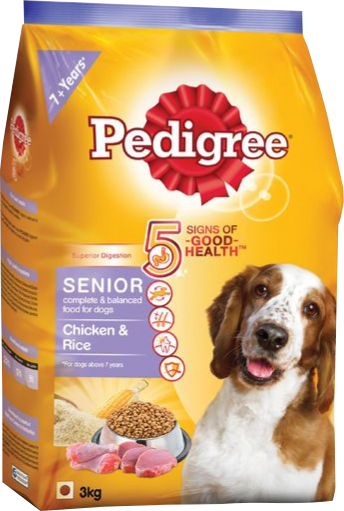 7+ Years*
Pedigree®
5 SIGNS OF
-GOOD-
HEALTH™
Superior Digestion
SENIOR
complete & balanced
food for dogs
Chicken &
Rice
*For dogs above 7 years
3kg